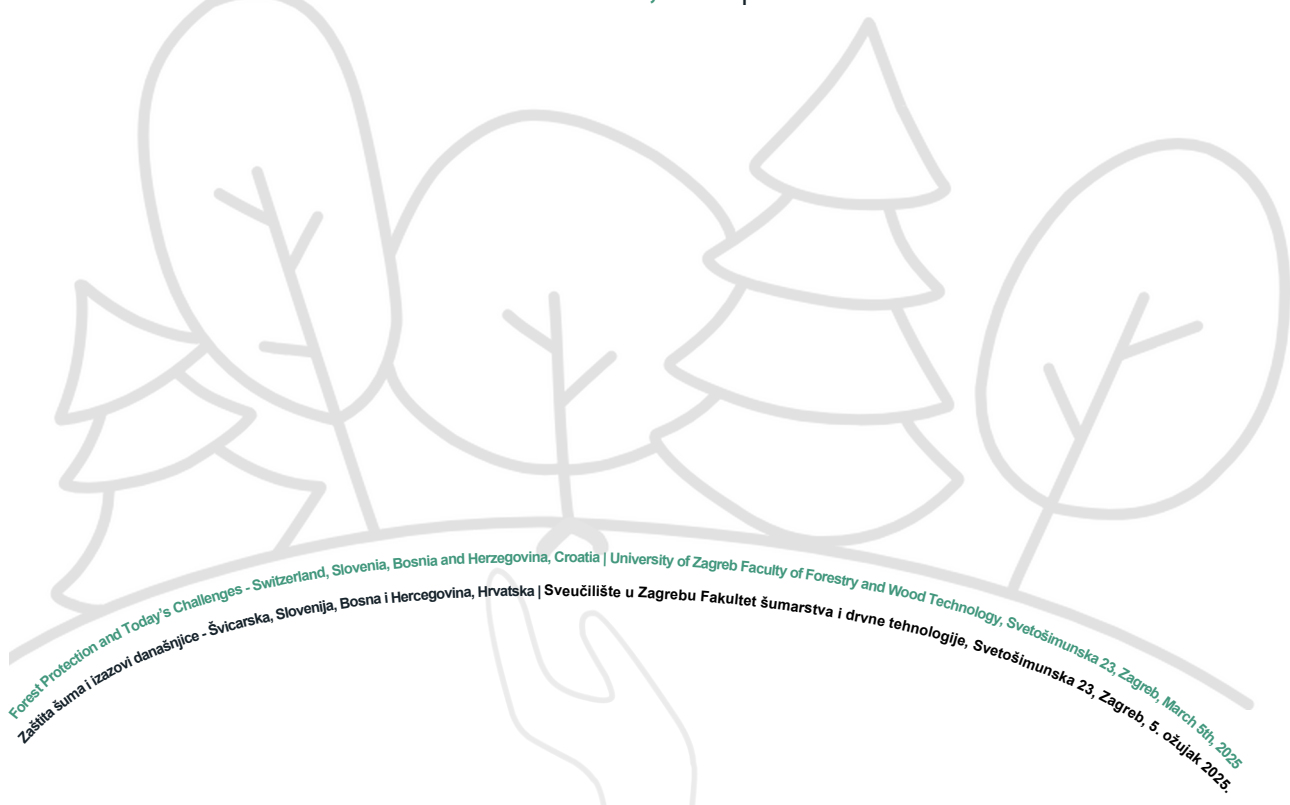 Forest Protection and Today's Challenges - Switzerland, Slovenia, Bosnia and Herzegovina, Croatia | University of Zagreb Faculty of Forestry and Wood Technology, Svetošimunska 23, Zagreb, March 5th, 2025
Zaštita šuma i izazovi današnjice - Švicarska, Slovenija, Bosna i Hercegovina, Hrvatska | Sveučilište u Zagrebu Fakultet šumarstva i drvne tehnologije, Svetošimunska 23, Zagreb, 5. ožujak 2025.